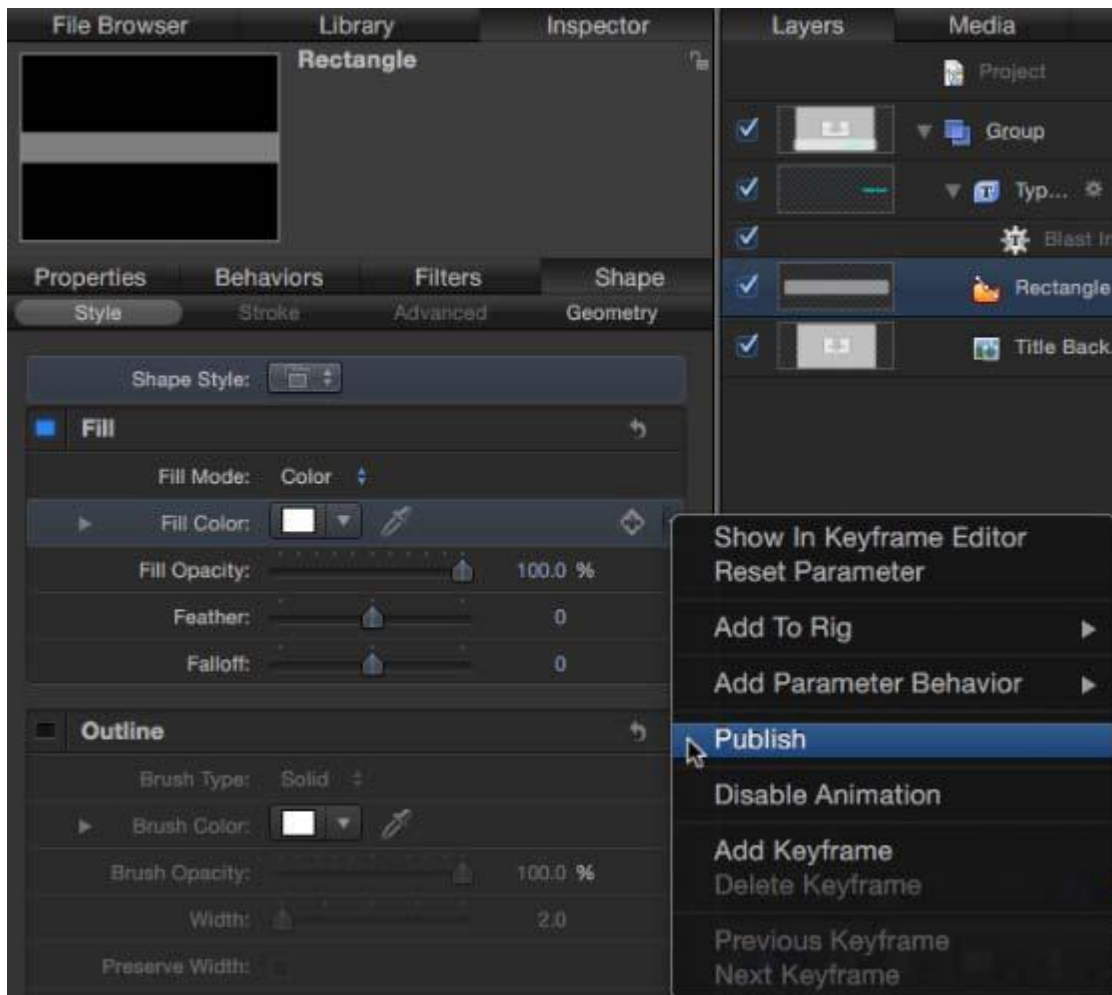 File Browser Library Inspector
Rectangle
Properties Behaviors Filters Shape
Style Stroke Advanced Geometry
Shape Style:
Fill
Fill Mode: Color
Fill Color:
Fill Opacity: 100.0 %
Feather: 0
Falloff: 0
Outline
Brush Type: Solid
Brush Color:
Brush Opacity: 100.0 %
Width: 2.0
Preserve Width:
Layers Media
Project
Group
Typ...
Blast In
Rectangle
Title Back
Show In Keyframe Editor
Reset Parameter
Add To Rig
Add Parameter Behavior
Publish
Disable Animation
Add Keyframe
Delete Keyframe
Previous Keyframe
Next Keyframe